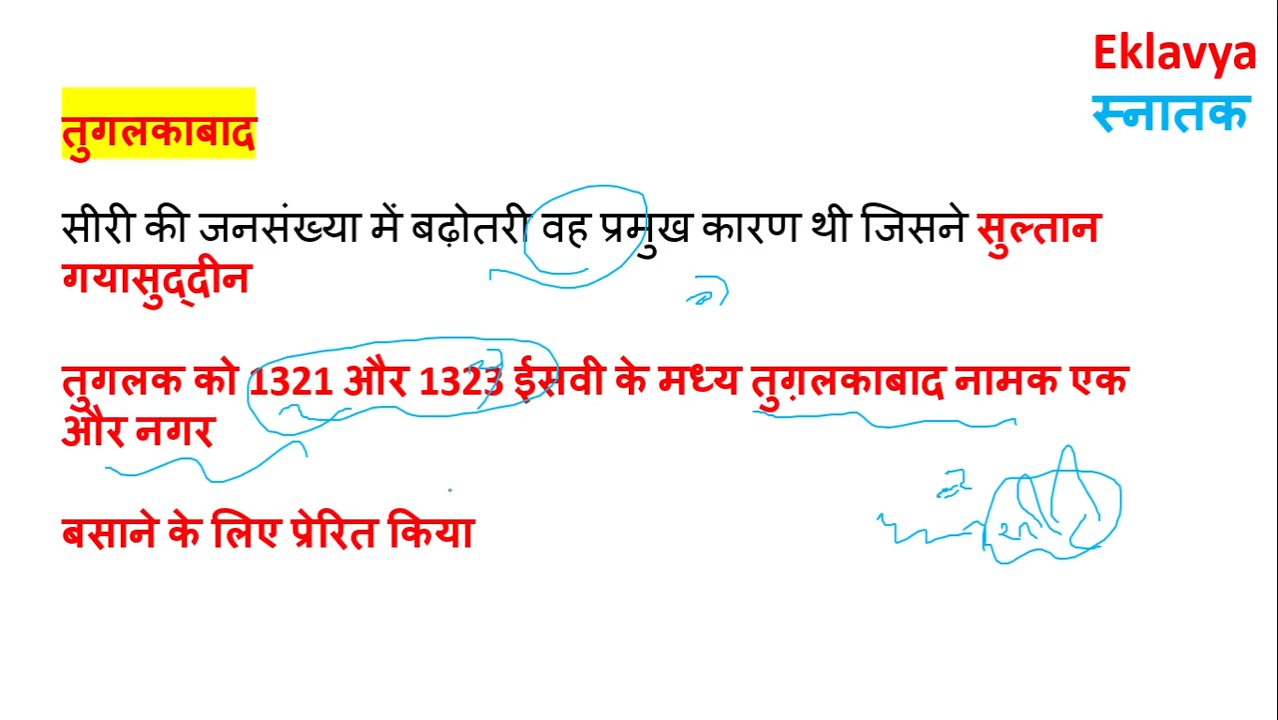 Eklavya
स्नातक
तुगलकाबाद
सीरी की जनसंख्या में बढ़ोतरी वह प्रमुख कारण थी जिसने सुल्तान
गयासुद्दीन
तुगलक को 1321 और 1323 ईसवी के मध्य तुग़लकाबाद नामक एक
और नगर
बसाने के लिए प्रेरित किया